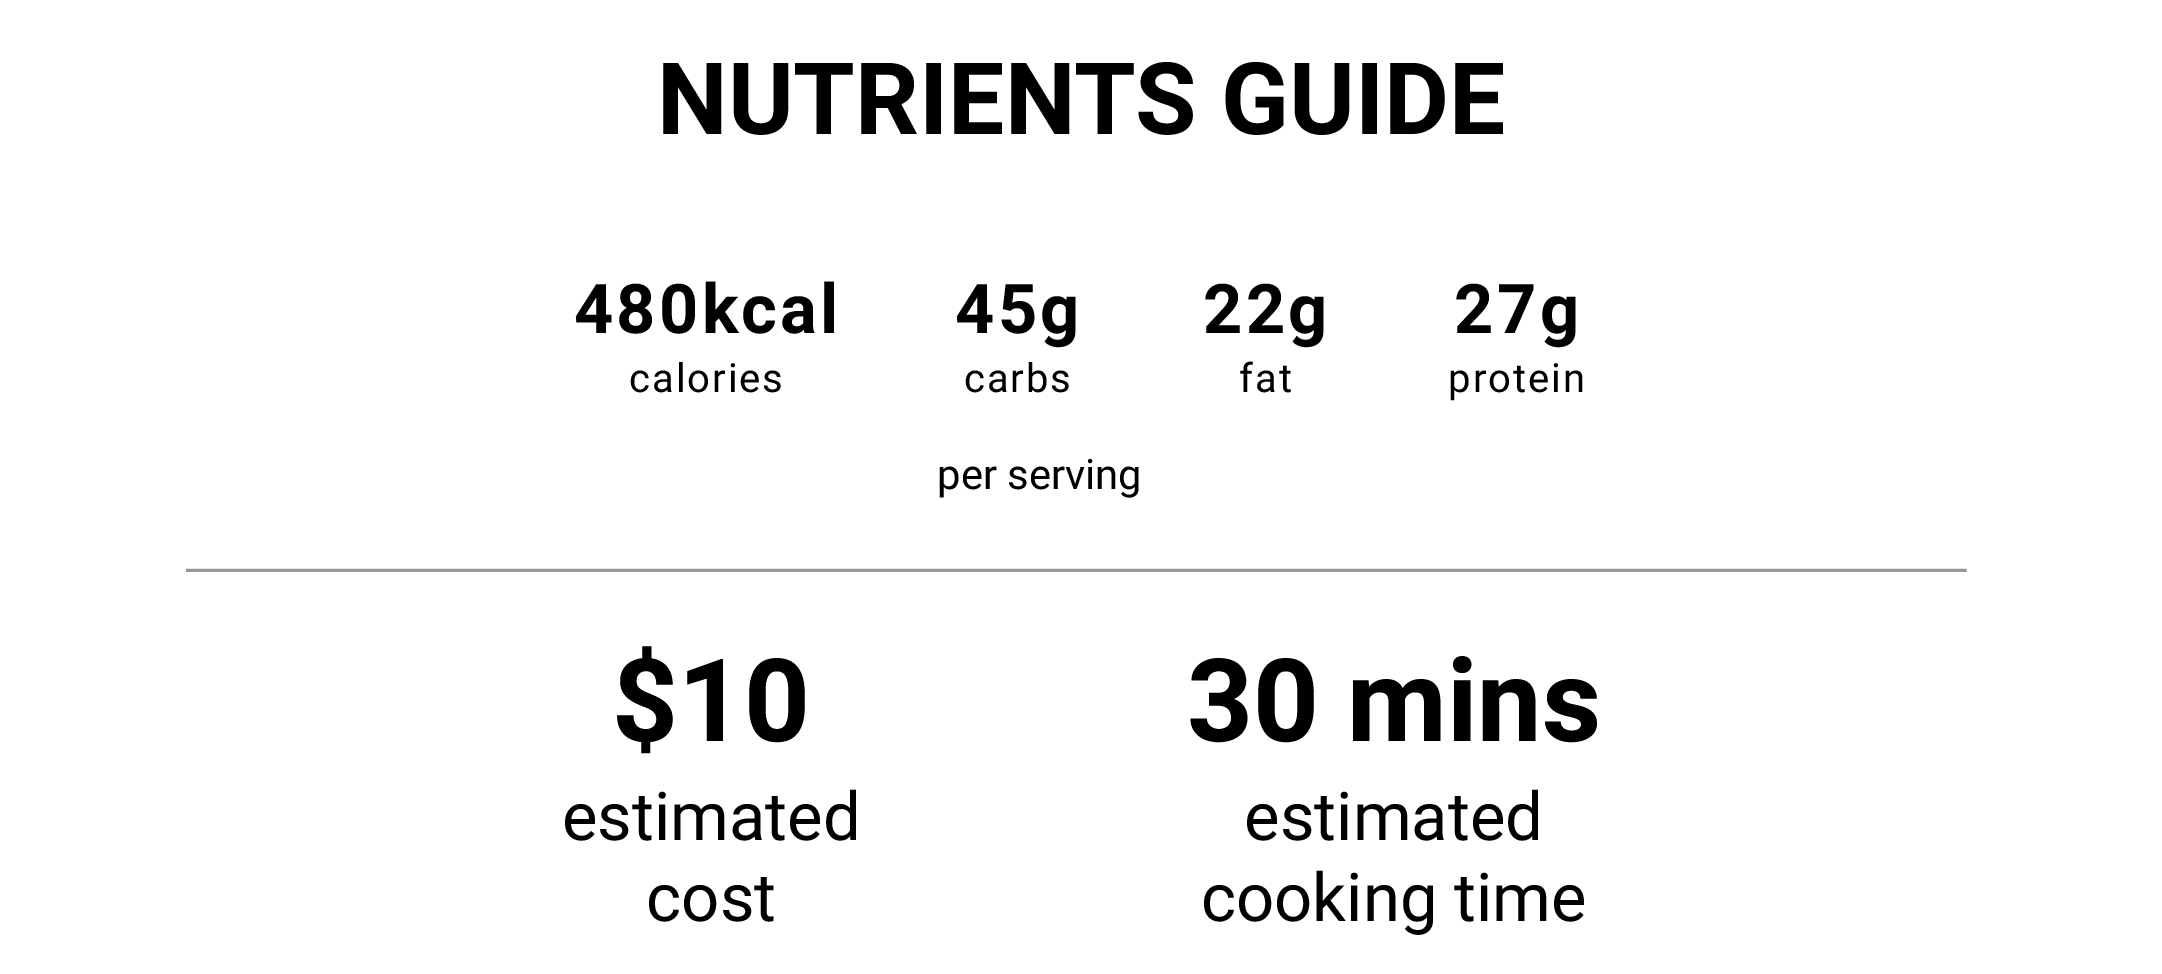 NUTRIENTS GUIDE
480kcal 45g 22g 27g
calories carbs fat protein
per serving
$10 30 mins
estimated estimated
cost cooking time